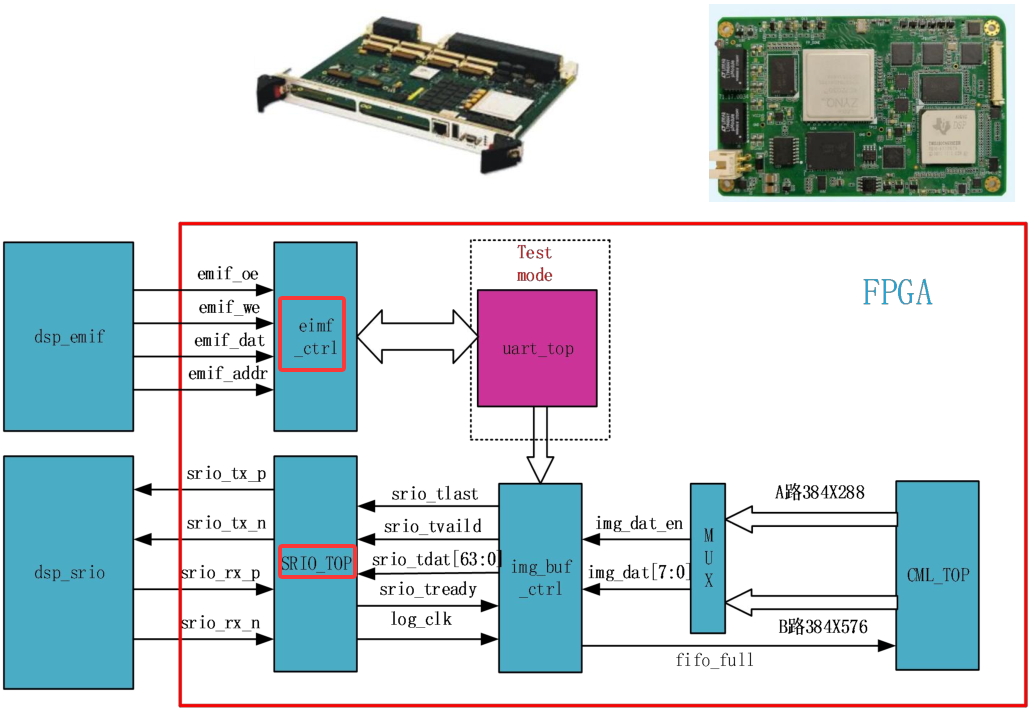 ZYNQ
Test
mode
FPGA
emif_oe
emif_we
dsp_emif
emif_dat
eimf
_ctrl
uart_top
emif_addr
srio_tx_p
srio_tlast
A路384X288
srio_tx_n
srio_tvaild
img_dat_en
dsp_srio
SRIO_TOP
srio_tdat[63:0]
img_buf
_ctrl
MUX
CML_TOP
srio_rx_p
srio_tready
img_dat[7:0]
srio_rx_n
log_clk
B路384X576
fifo_full